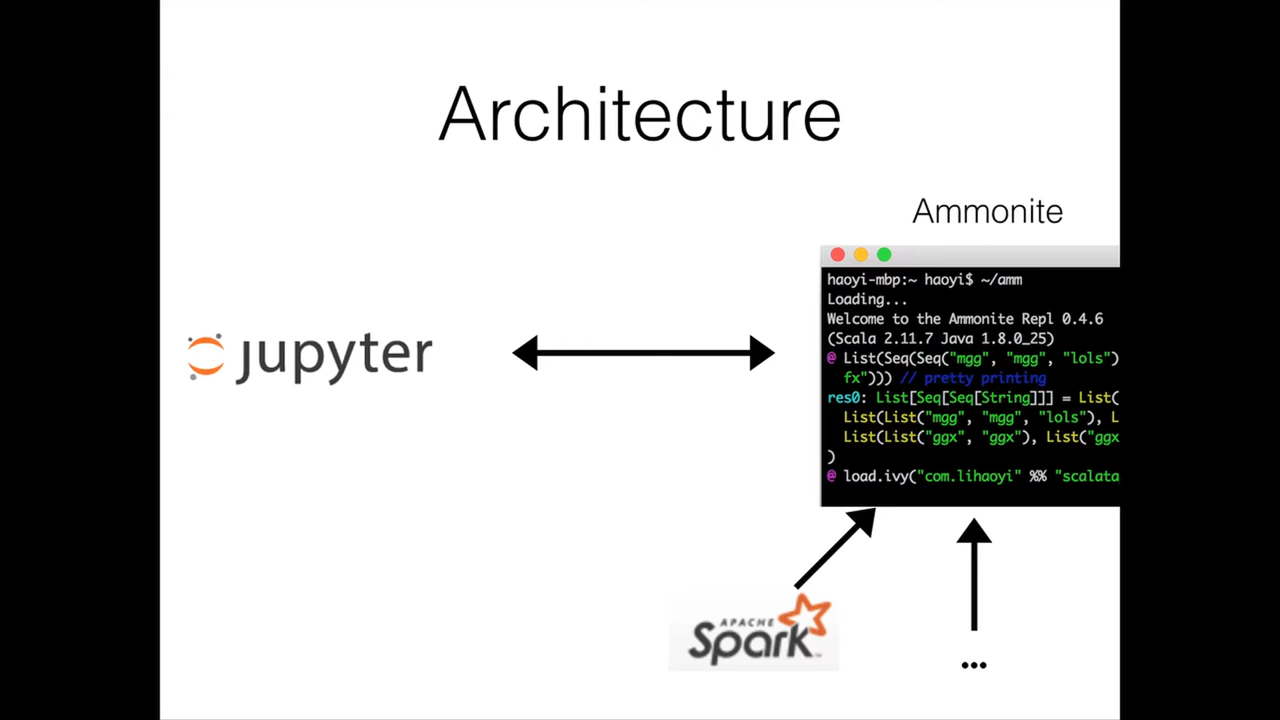 Architecture
Ammonite
haoyi-mbp:~ haoyi$ ~/amm
Loading...
Welcome to the Ammonite Repl 0.4.6
(Scala 2.11.7 Java 1.8.0_25)
@ List(Seq(Seq("mgg", "mgg", "lols")
fx"))) // pretty printing
res0: List[Seq[Seq[String]]] = List(
List(List("mgg", "mgg", "lols"), L
List(List("ggx", "ggx"), List("ggx
)
@ load.ivy("com.lihaoyi" %% "scalata
jupyter
APACHE
Spark™
...